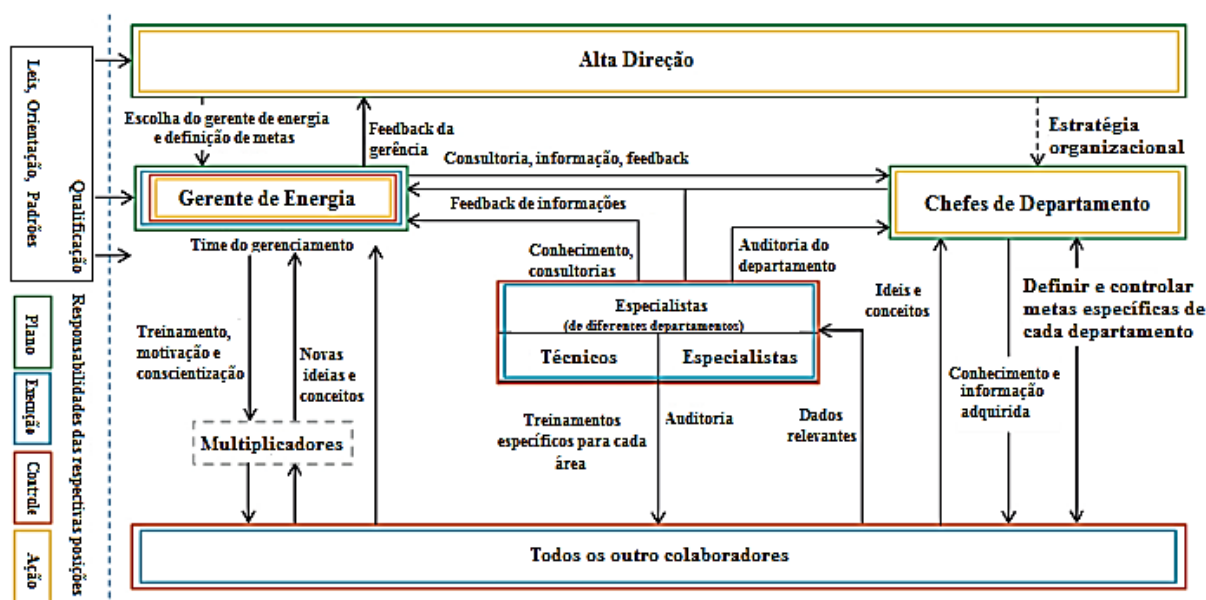 Alta Direção
Leis, Orientação, Padrões
Qualificação
Escolha do gerente de energia
e definição de metas
Feedback da
gerência
Estratégia
organizacional
Consultoria, informação, feedback
Gerente de Energia
Chefes de Departamento
Feedback de informações
Time do gerenciamento
Conhecimento,
consultorias
Auditoria do
departamento
Treinamento,
motivação e
conscientização
Novas
ideias e
conceitos
Especialistas
(de diferentes departamentos)
Técnicos
Especialistas
Ideis e
conceitos
Definir e controlar
metas específicas de
cada departamento
Conhecimento e
informação
adquirida
Multiplicadores
Treinamentos
específicos para cada
área
Auditoria
Dados
relevantes
Todos os outro colaboradores
Plano
Execução
Controle
Ação
Responsabilidades das respectivas posições